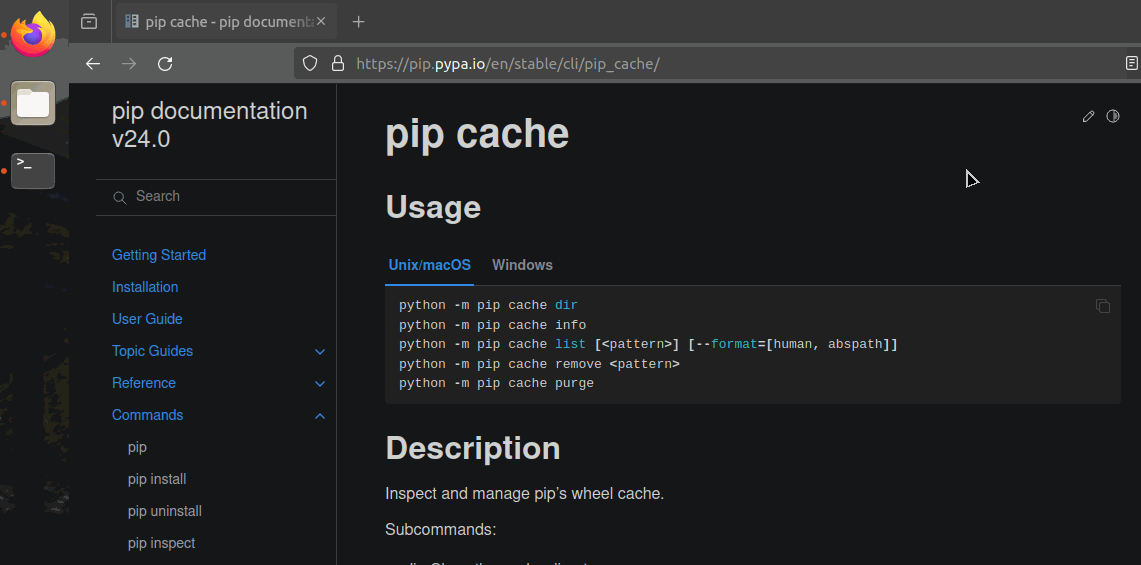 pip cache - pip document
https://pip.pypa.io/en/stable/cli/pip_cache/
pip documentation
v24.0
Search
Getting Started
Installation
User Guide
Topic Guides
Reference
Commands
pip
pip install
pip uninstall
pip inspect
pip cache
Usage
Unix/macOS Windows
python -m pip cache dir
python -m pip cache info
python -m pip cache list [<pattern>] [--format=[human, abspath]]
python -m pip cache remove <pattern>
python -m pip cache purge
Description
Inspect and manage pip’s wheel cache.
Subcommands: